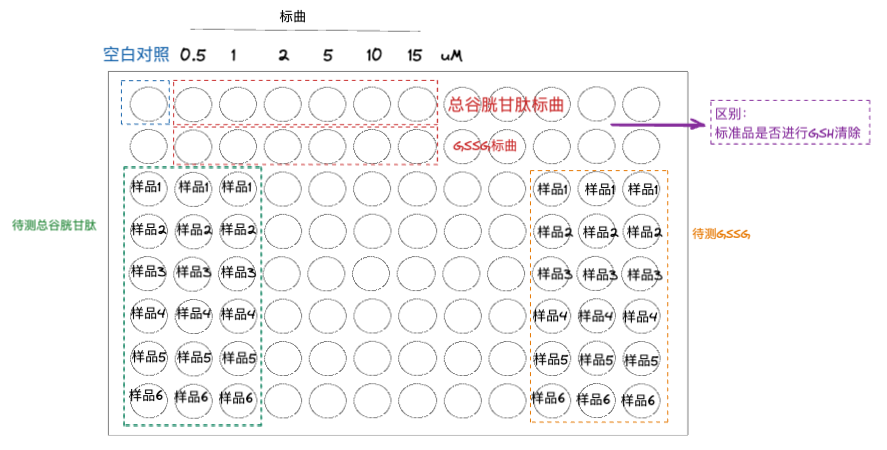 标曲
空白对照 0.5 1 2 5 10 15 uM
总谷胱甘肽标曲
区别：
标准品是否进行GSH清除
GSSG标曲
样品1 样品1 样品1 样品1 样品1 样品1
待测总谷胱甘肽
样品2 样品2 样品2 样品2 样品2 样品2
待测GSSG
样品3 样品3 样品3 样品3 样品3 样品3
样品4 样品4 样品4 样品4 样品4 样品4
样品5 样品5 样品5 样品5 样品5 样品5
样品6 样品6 样品6 样品6 样品6 样品6